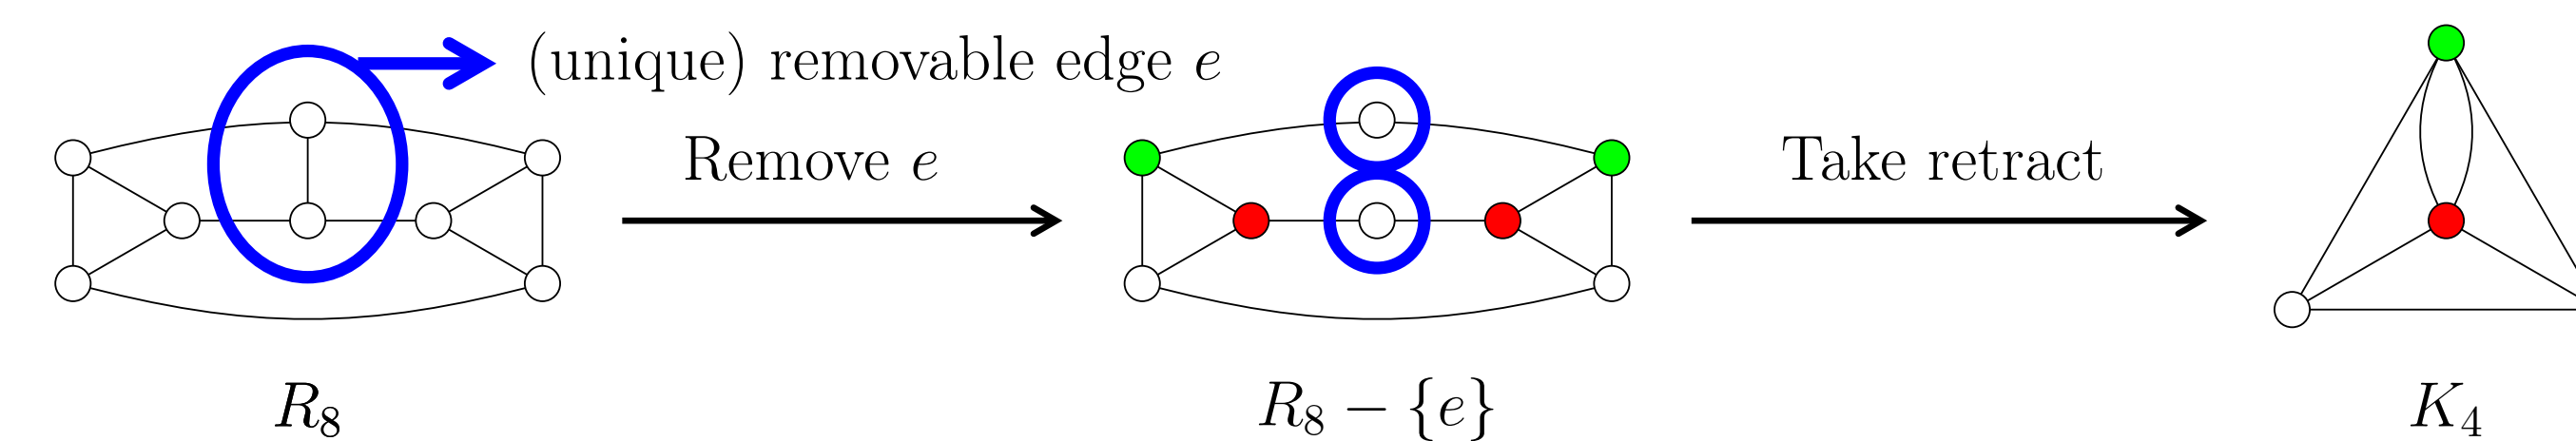 (unique) removable edge e
Remove e
Take retract
R₈
R₈ − {e}
K₄